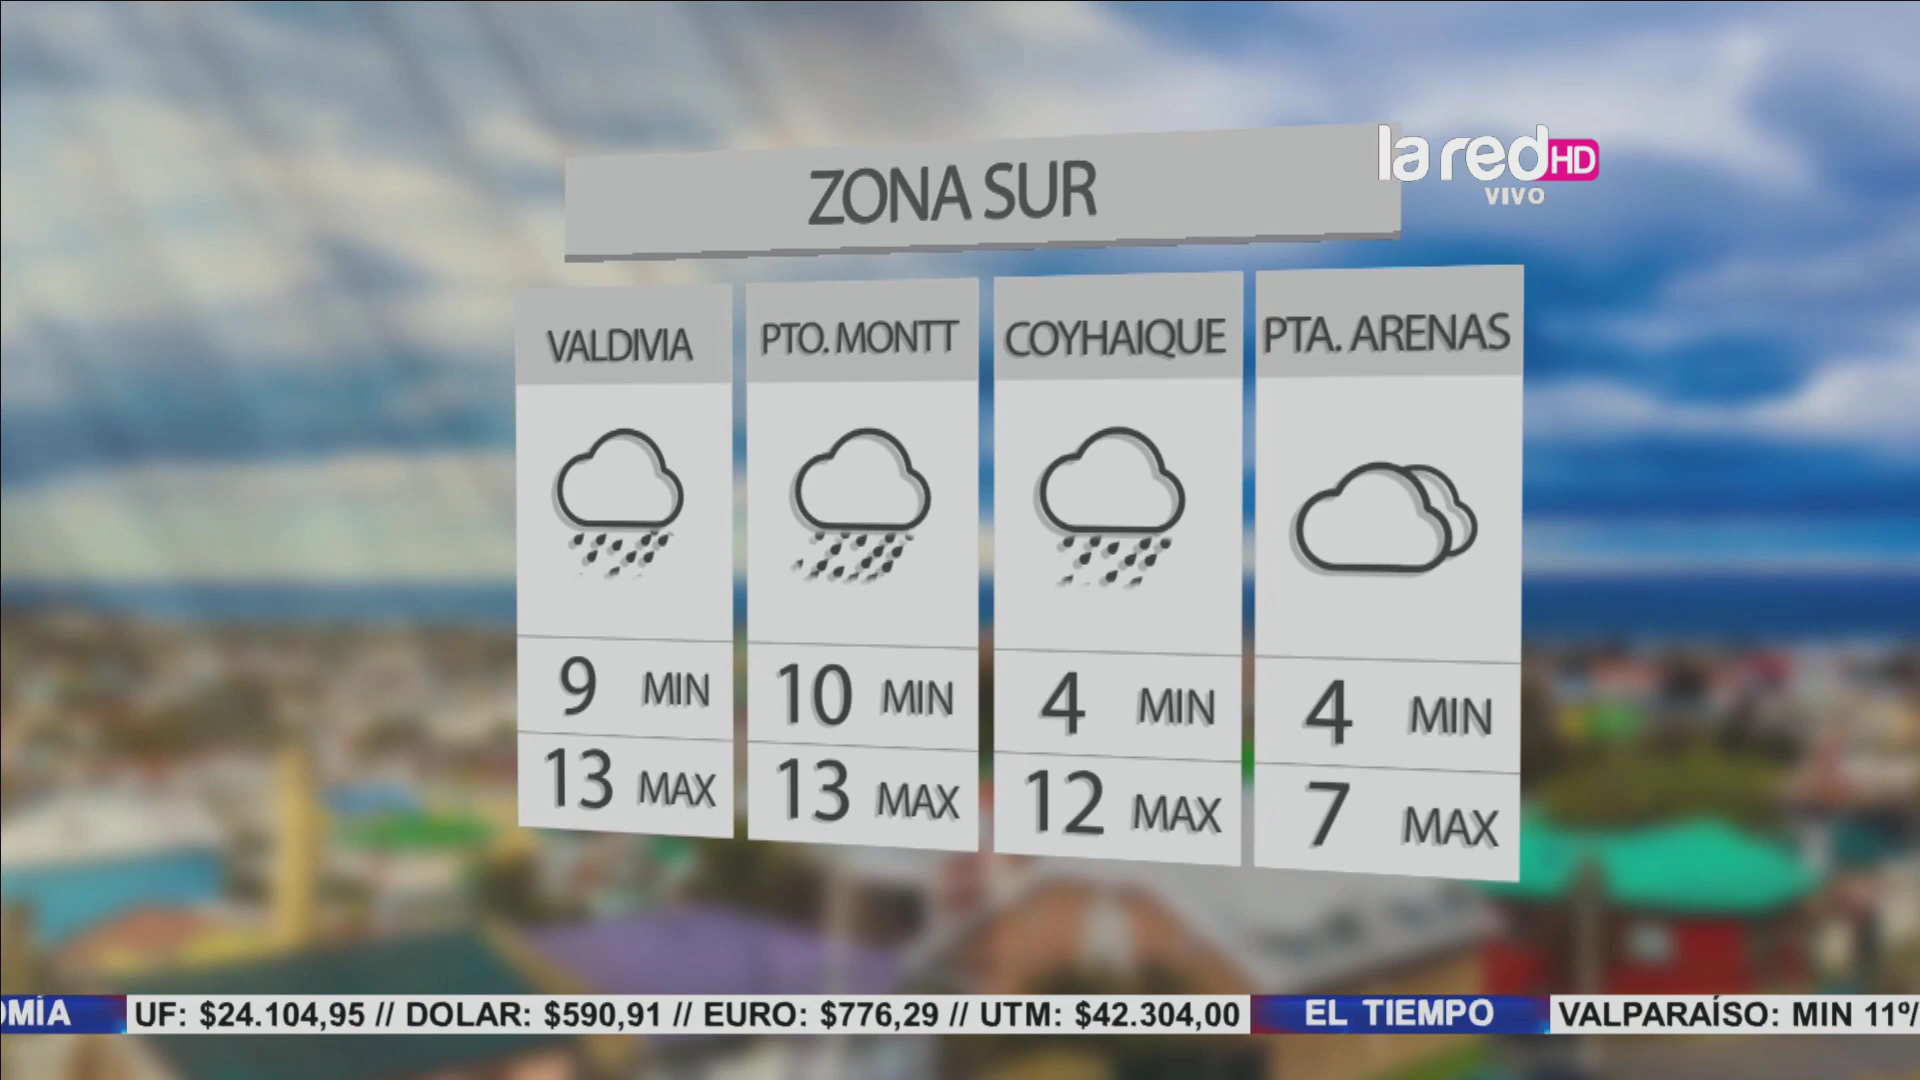 la red HD
VIVO
ZONA SUR
VALDIVIA
9 MIN
13 MAX
PTO. MONTT
10 MIN
13 MAX
COYHAIQUE
4 MIN
12 MAX
PTA. ARENAS
4 MIN
7 MAX
OMÍA UF: $24.104,95 // DOLAR: $590,91 // EURO: $776,29 // UTM: $42.304,00 EL TIEMPO VALPARAÍSO: MIN 11º/